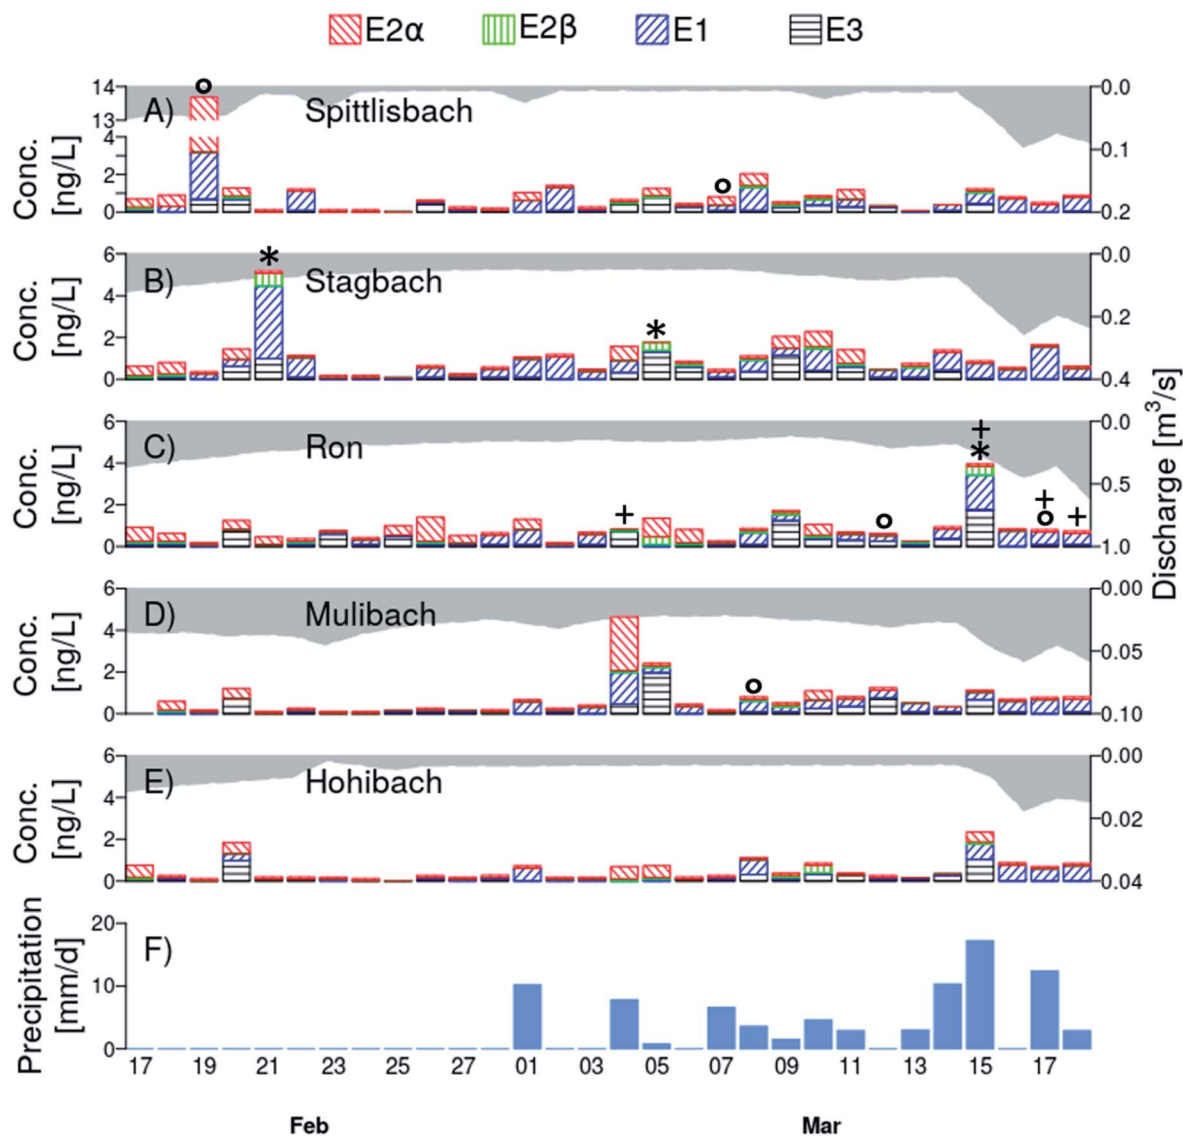 E2α E2β E1 E3
A) Spittlisbach
Conc.
[ng/L]
14
13
4
2
0
0.0
0.1
0.2
B) Stagbach
Conc.
[ng/L]
6
4
2
0
0.0
0.2
0.4
*
*
C) Ron
Conc.
[ng/L]
6
4
2
0
0.0
0.5
1.0
+
+
*
+
+
Discharge [m³/s]
D) Mulibach
Conc.
[ng/L]
6
4
2
0
0.00
0.05
0.10
E) Hohibach
Conc.
[ng/L]
6
4
2
0
0.00
0.02
0.04
F)
Precipitation
[mm/d]
20
10
0
17 19 21 23 25 27 01 03 05 07 09 11 13 15 17
Feb Mar